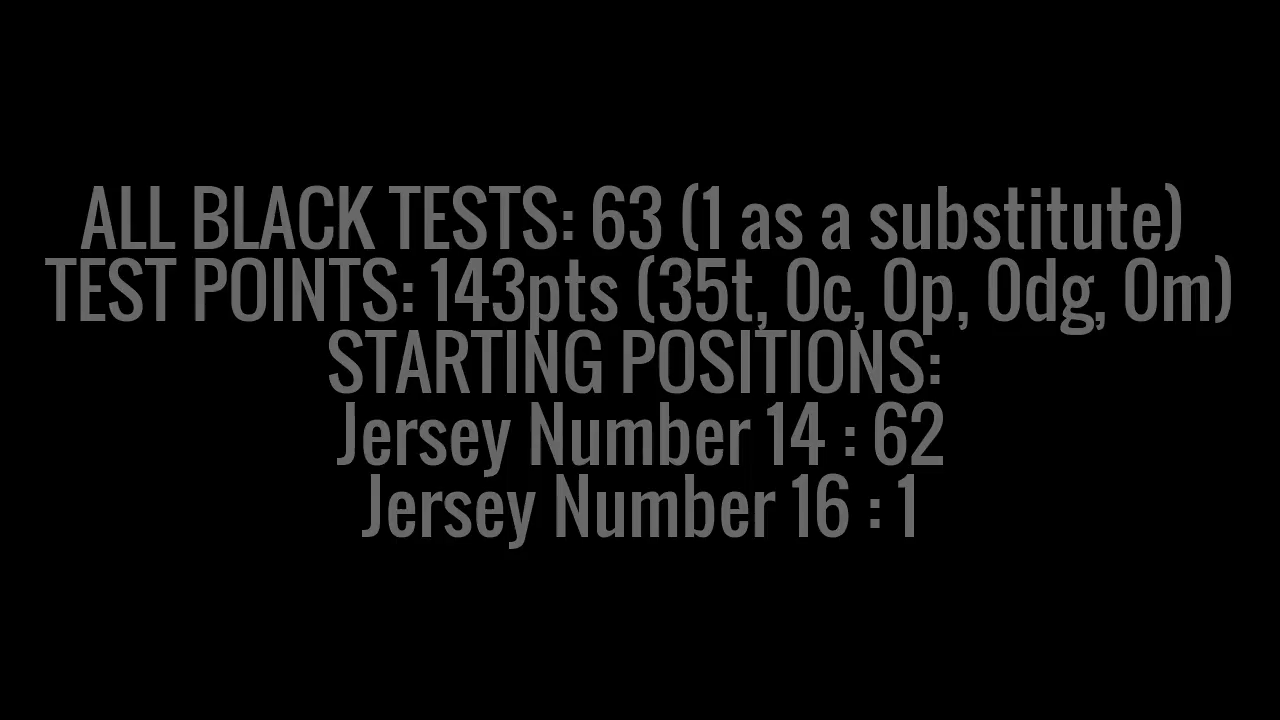 ALL BLACK TESTS: 63 (1 as a substitute)
TEST POINTS: 143pts (35t, 0c, 0p, 0dg, 0m)
STARTING POSITIONS:
Jersey Number 14 : 62
Jersey Number 16 : 1